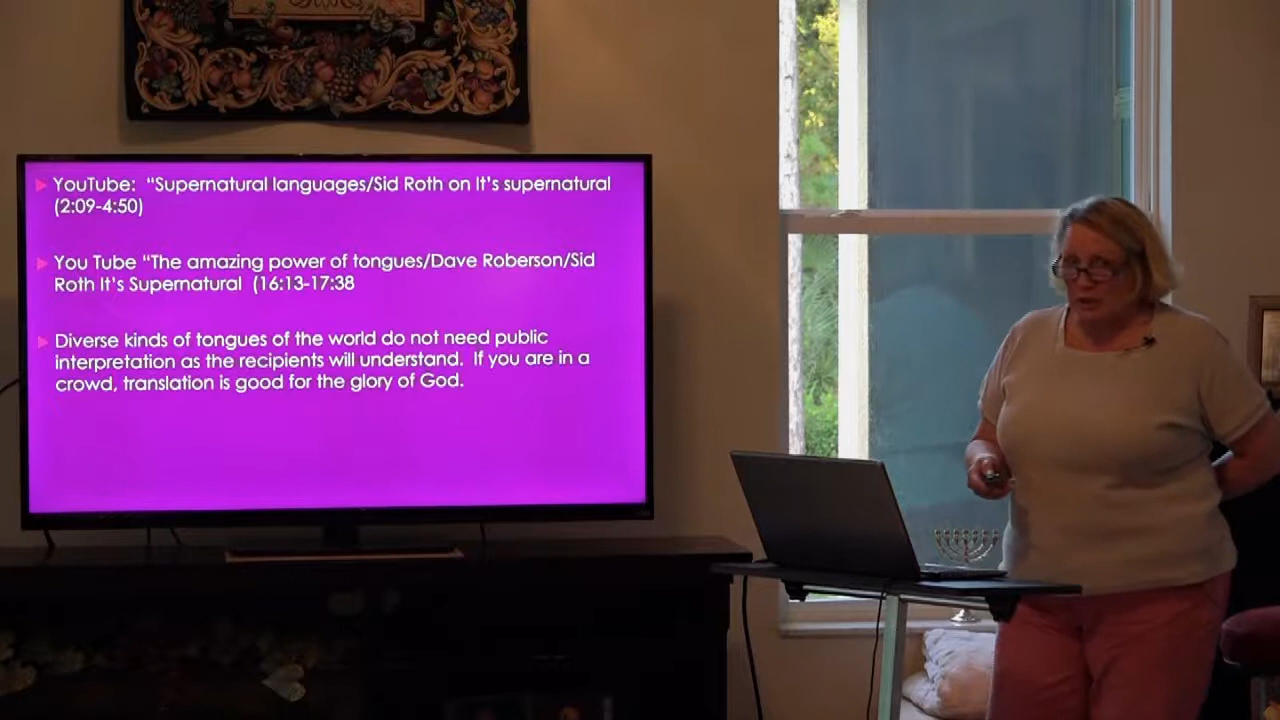 YouTube: “Supernatural languages/Sid Roth on It’s supernatural
(2:09-4:50)
You Tube “The amazing power of tongues/Dave Roberson/Sid
Roth It’s Supernatural (16:13-17:38
Diverse kinds of tongues of the world do not need public
interpretation as the recipients will understand. If you are in a
crowd, translation is good for the glory of God.